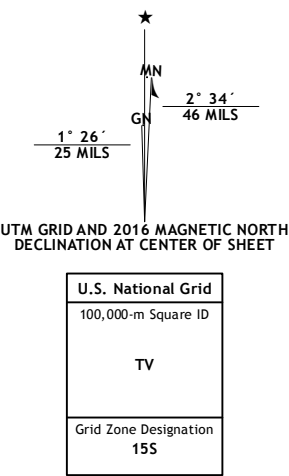 ★
MN
2° 34´
46 MILS
GN
1° 26´
25 MILS
UTM GRID AND 2016 MAGNETIC NORTH
DECLINATION AT CENTER OF SHEET
U.S. National Grid
100,000-m Square ID
TV
Grid Zone Designation
15S